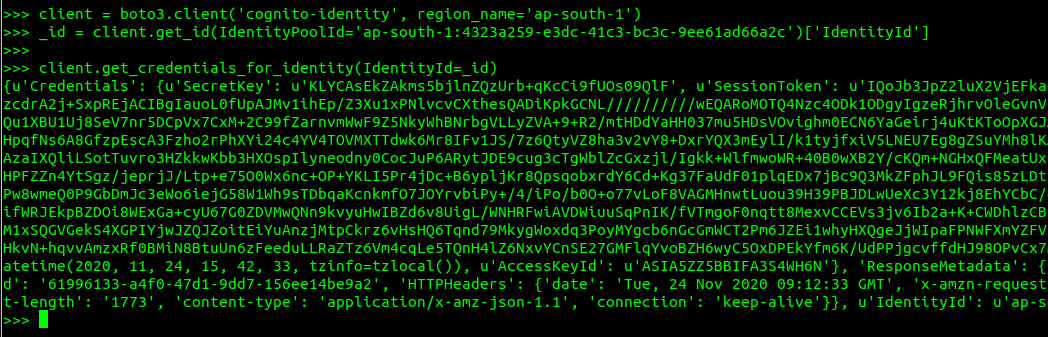 >>> client = boto3.client('cognito-identity', region_name='ap-south-1')
>>> _id = client.get_id(IdentityPoolId='ap-south-1:4323a259-e3dc-41c3-bc3c-9ee61ad66a2c')['IdentityId']
>>>
>>> client.get_credentials_for_identity(IdentityId=_id)
{u'Credentials': {u'SecretKey': u'KLYCAsEkZAkms5bjlnZQzUrb+qKcCi9fUOs09QlF', u'SessionToken': u'IQoJb3JpZ2luX2VjEFka
zcdrA2j+SxpREjACIBgIauoL0fUpAJMv1ihEp/Z3Xu1xPNlvcvCXthesQADiKpkGCNL//////////wEQARoMOTQ4Nzc4ODk1ODgyIgzeRjhrvOleGvnV
Qu1XBU1Uj8SeV7nr5DCpVx7CxM+2C99fZarnvmWwF9Z5NkyWhBNrbgVLLyZVA+9+R2/mtHDdYaHH037mu5HDsVOvighm0ECN6YaGeirj4uKtKToOpXGJ
HpqfNs6A8GfzpEscA3Fzho2rPhXYi24c4YV4TOVMXTTdwk6Mr8IFv1JS/7z6QtyVZ8ha3v2vY8+DxrYQX3mEylI/k1tyjfxiV5LNEU7Eg8gZSuYMh8lK
AzaIXQliLSotTuvro3HZkkwKbb3HXOspIlyneodny0CocJuP6ARytJDE9cug3cTgWblZcGxzjl/Igkk+WlfmwoWR+40B0wXB2Y/cKQm+NGHxQFMeatUx
HPFZZn4YtSgz/jeprjJ/Ltp+e75O0Wx6nc+OP+YKLI5Pr4jDc+B6ypljKr8QpsqobxrdY6Cd+Kg37FaUdF01plqEDx7jBc9Q3MkZFphJL9FQis85zLDt
Pw8wmeQ0P9GbDmJc3eWo6iejG58W1Wh9sTDbqaKcnkmfO7JOYrvbiPy+/4/iPo/b0O+o77vLoF8VAGMHnwtLuou39H39PBJDLwUeXc3Y12kj8EhYCbC/
ifWRJEkpBZDOi8WExGa+cyU67G0ZDVMwQNn9kvyuHwIBZd6v8UigL/WNHRFwiAVDWiuuSqPnIK/fVTmgoF0nqtt8MexvCCEVs3jv6Ib2a+K+CWDhlzCB
M1xSQGVGekS4XGPIYjwJZQJZoitEiYuAnzjMtpCkrz6vHsHQ6Tqnd79MkygWoxdq3PoyMYgcb6nGcGmWCT2Pm6JZEi1whyHXQgeJjWIpaFPNWFXmYZFV
HkvN+hqvvAmzxRf0BMiN8BtuUn6zFeeduLLRaZTz6Vm4cqLe5TQnH4lZ6NxvYCnSE27GMFlqYvoBZH6wyC5OxDPEkYfm6K/UdPPjgcvffdHJ98OPvCx7
atetime(2020, 11, 24, 15, 42, 33, tzinfo=tzlocal()), u'AccessKeyId': u'ASIA5ZZ5BBIFA3S4WH6N'}, 'ResponseMetadata': {
d': '61996133-a4f0-47d1-9dd7-156ee14be9a2', 'HTTPHeaders': {'date': 'Tue, 24 Nov 2020 09:12:33 GMT', 'x-amzn-request
t-length': '1773', 'content-type': 'application/x-amz-json-1.1', 'connection': 'keep-alive'}}, u'IdentityId': u'ap-s
>>>